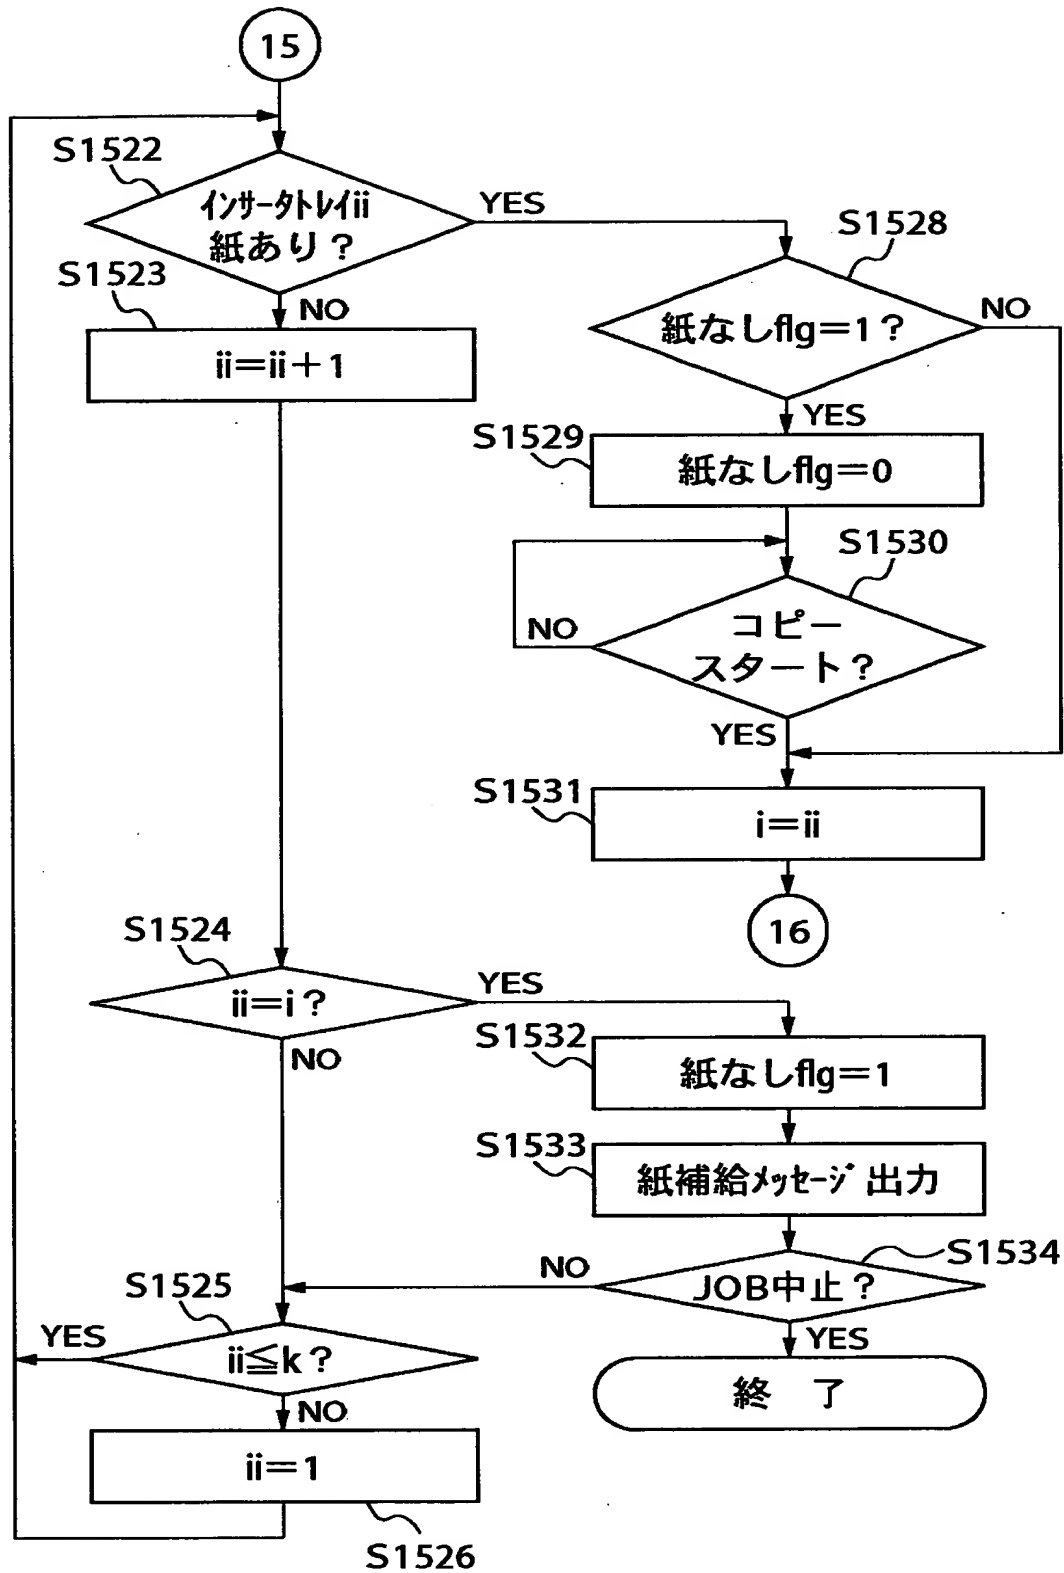 15
S1522
インサータトレイii
紙あり？
YES
S1523
NO
ii＝ii＋1
S1528
紙なしflg＝1？
NO
YES
S1529
紙なしflg＝0
S1530
コピー
スタート？
NO
YES
S1531
i＝ii
16
S1524
ii＝i？
YES
NO
S1532
紙なしflg＝1
S1533
紙補給メッセージ出力
S1534
JOB中止？
NO
YES
終　了
S1525
ii≦k？
YES
NO
ii＝1
S1526